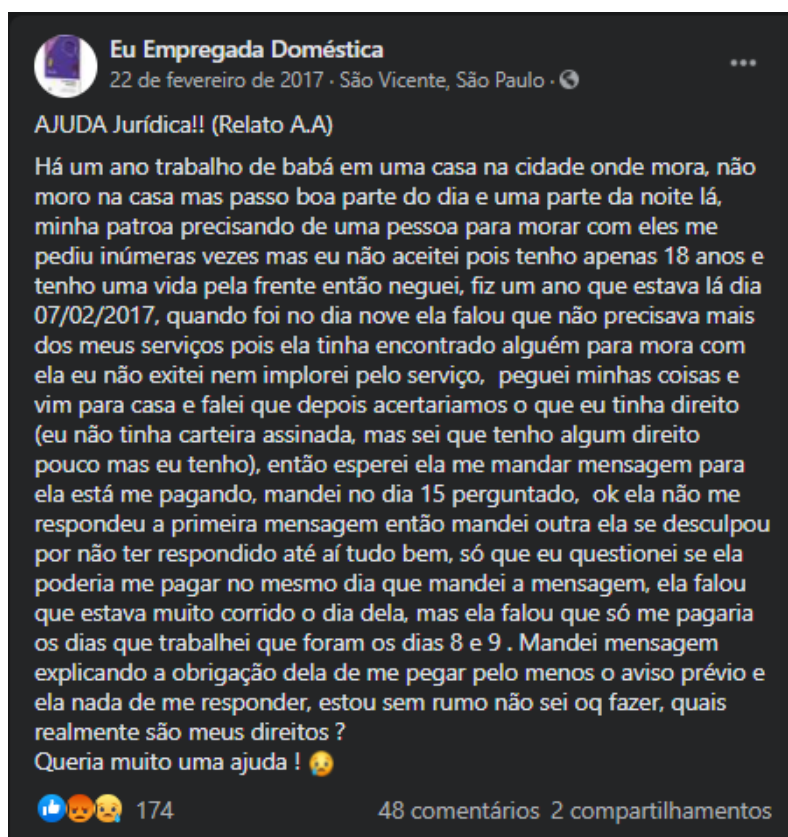 Eu Empregada Doméstica
22 de fevereiro de 2017 · São Vicente, São Paulo ·
AJUDA Jurídica!! (Relato A.A)
Há um ano trabalho de babá em uma casa na cidade onde mora, não
moro na casa mas passo boa parte do dia e uma parte da noite lá,
minha patroa precisando de uma pessoa para morar com eles me
pediu inúmeras vezes mas eu não aceitei pois tenho apenas 18 anos e
tenho uma vida pela frente então neguei, fiz um ano que estava lá dia
07/02/2017, quando foi no dia nove ela falou que não precisava mais
dos meus serviços pois ela tinha encontrado alguém para mora com
ela eu não exitei nem implorei pelo serviço, peguei minhas coisas e
vim para casa e falei que depois acertariamos o que eu tinha direito
(eu não tinha carteira assinada, mas sei que tenho algum direito
pouco mas eu tenho), então esperei ela me mandar mensagem para
ela está me pagando, mandei no dia 15 perguntado, ok ela não me
respondeu a primeira mensagem então mandei outra ela se desculpou
por não ter respondido até aí tudo bem, só que eu questionei se ela
poderia me pagar no mesmo dia que mandei a mensagem, ela falou
que estava muito corrido o dia dela, mas ela falou que só me pagaria
os dias que trabalhei que foram os dias 8 e 9 . Mandei mensagem
explicando a obrigação dela de me pegar pelo menos o aviso prévio e
ela nada de me responder, estou sem rumo não sei oq fazer, quais
realmente são meus direitos ?
Queria muito uma ajuda ! 😥
174
48 comentários 2 compartilhamentos